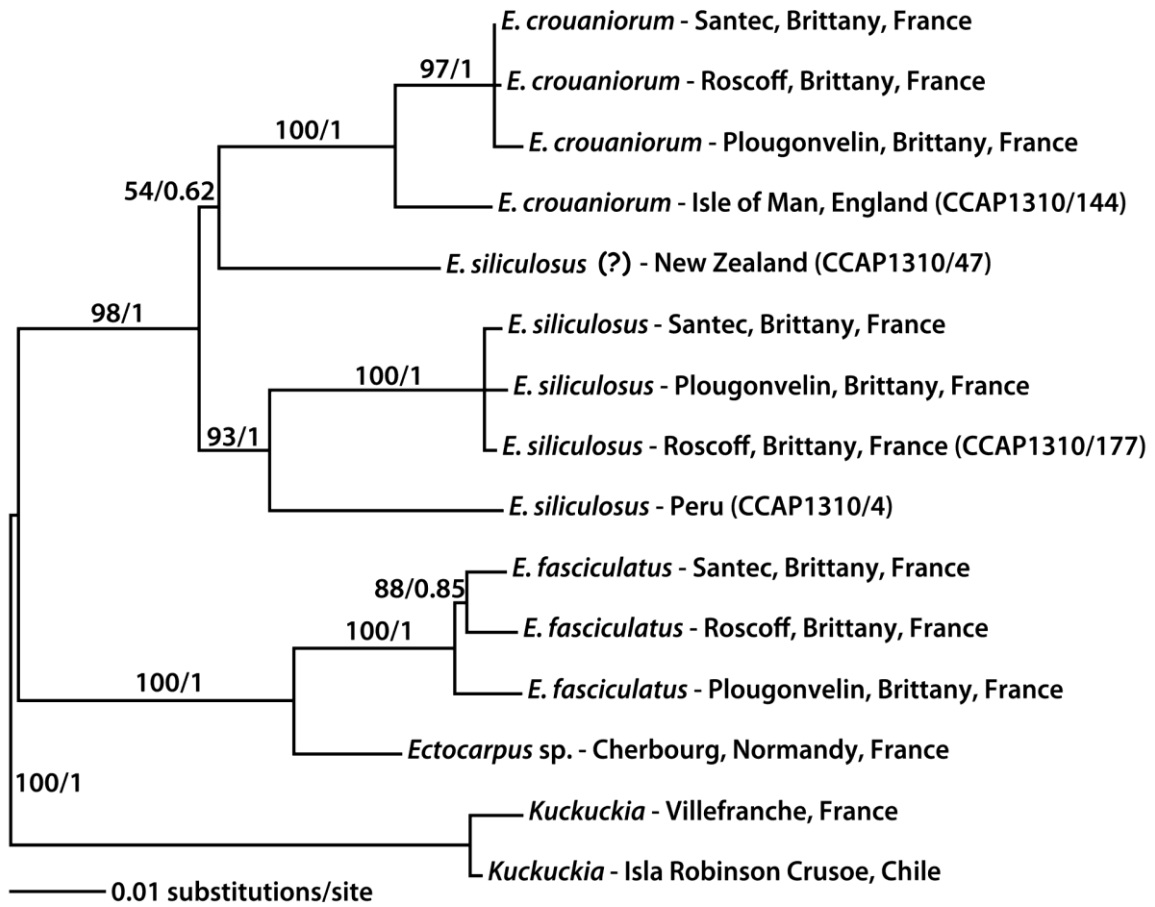 E. crouaniorum - Santec, Brittany, France
97/1
E. crouaniorum - Roscoff, Brittany, France
100/1
E. crouaniorum - Plougonvelin, Brittany, France
54/0.62
E. crouaniorum - Isle of Man, England (CCAP1310/144)
E. siliculosus (?) - New Zealand (CCAP1310/47)
98/1
E. siliculosus - Santec, Brittany, France
100/1
E. siliculosus - Plougonvelin, Brittany, France
93/1
E. siliculosus - Roscoff, Brittany, France (CCAP1310/177)
E. siliculosus - Peru (CCAP1310/4)
E. fasciculatus - Santec, Brittany, France
88/0.85
E. fasciculatus - Roscoff, Brittany, France
100/1
100/1
E. fasciculatus - Plougonvelin, Brittany, France
Ectocarpus sp. - Cherbourg, Normandy, France
100/1
Kuckuckia - Villefranche, France
Kuckuckia - Isla Robinson Crusoe, Chile
0.01 substitutions/site